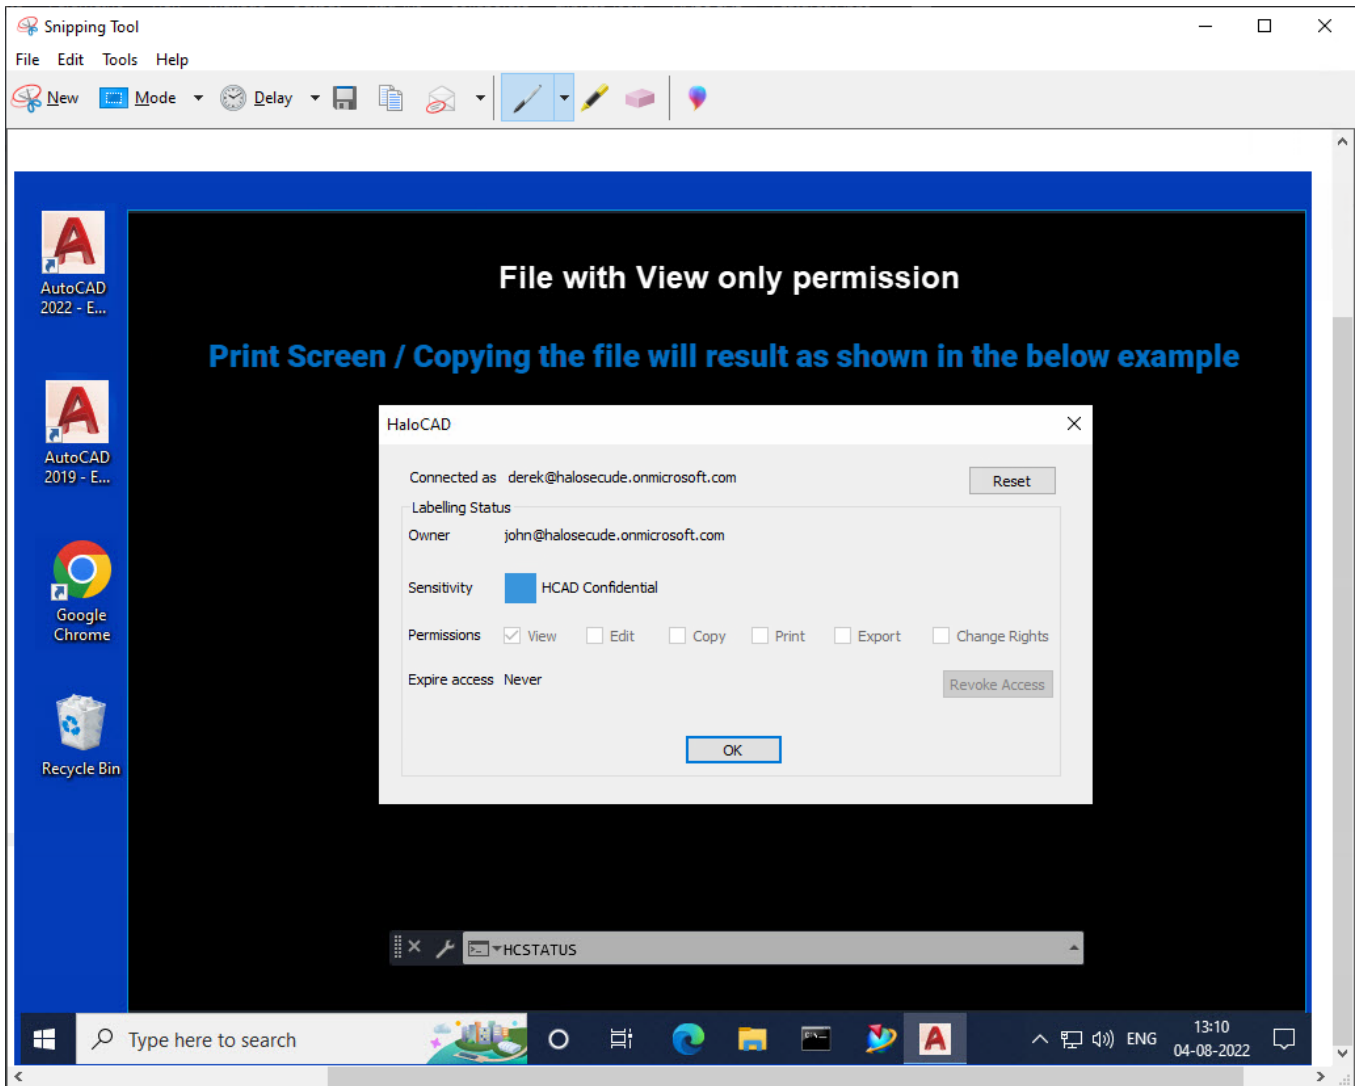 Snipping Tool
File Edit Tools Help
New Mode Delay
AutoCAD
2022 - E...
File with View only permission
Print Screen / Copying the file will result as shown in the below example
AutoCAD
2019 - E...
HaloCAD
Connected as derek@halosecude.onmicrosoft.com Reset
Labelling Status
Owner john@halosecude.onmicrosoft.com
Sensitivity HCAD Confidential
Permissions View Edit Copy Print Export Change Rights
Expire access Never Revoke Access
OK
Google
Chrome
Recycle Bin
HCSTATUS
Type here to search
ENG
13:10
04-08-2022